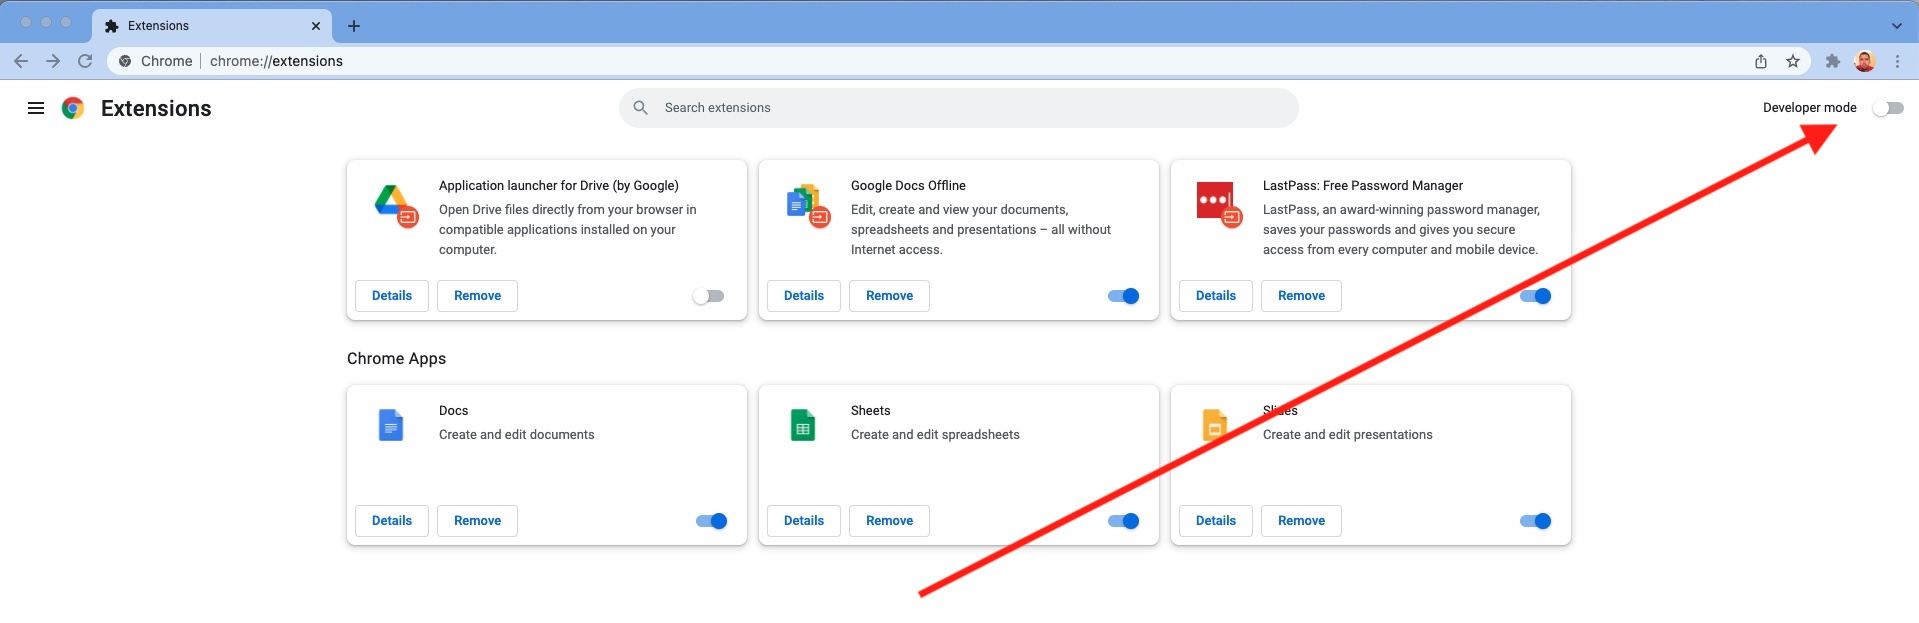 Extensions
Chrome | chrome://extensions
Extensions
Search extensions
Developer mode
Application launcher for Drive (by Google)
Open Drive files directly from your browser in
compatible applications installed on your
computer.
Details
Remove
Google Docs Offline
Edit, create and view your documents,
spreadsheets and presentations – all without
Internet access.
Details
Remove
LastPass: Free Password Manager
LastPass, an award-winning password manager,
saves your passwords and gives you secure
access from every computer and mobile device.
Details
Remove
Chrome Apps
Docs
Create and edit documents
Details
Remove
Sheets
Create and edit spreadsheets
Details
Remove
Slides
Create and edit presentations
Details
Remove